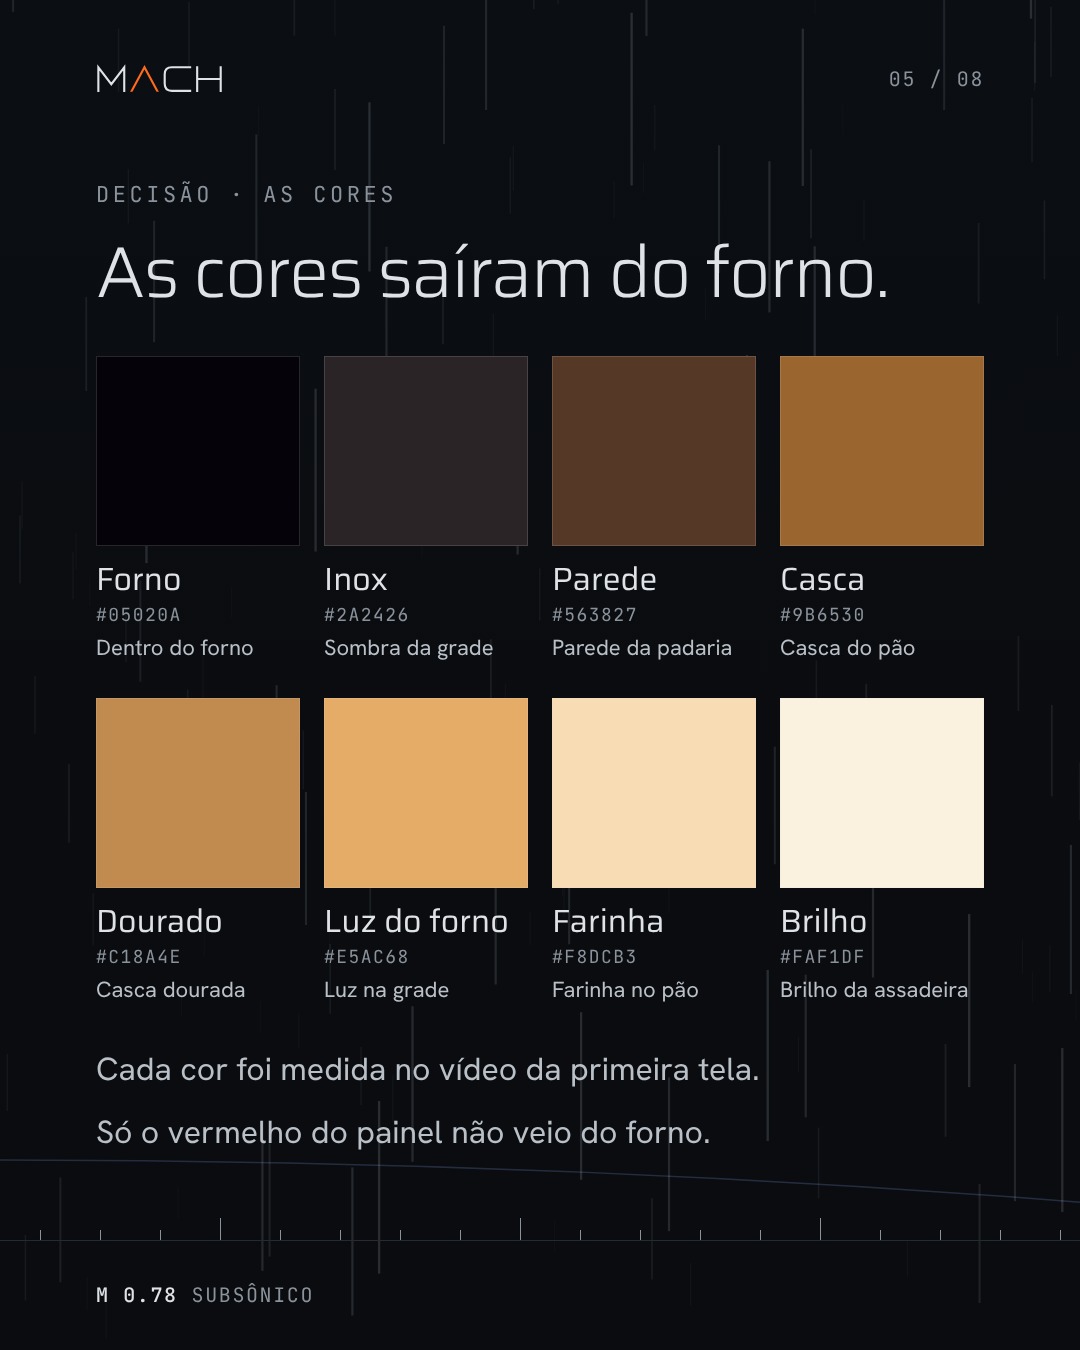 MACH
05 / 08
DECISÃO · AS CORES
As cores saíram do forno.
Forno
#05020A
Dentro do forno
Inox
#2A2426
Sombra da grade
Parede
#563827
Parede da padaria
Casca
#9B6530
Casca do pão
Dourado
#C18A4E
Casca dourada
Luz do forno
#E5AC68
Luz na grade
Farinha
#F8DCB3
Farinha no pão
Brilho
#FAF1DF
Brilho da assadeira
Cada cor foi medida no vídeo da primeira tela.
Só o vermelho do painel não veio do forno.
M 0.78 SUBSÔNICO